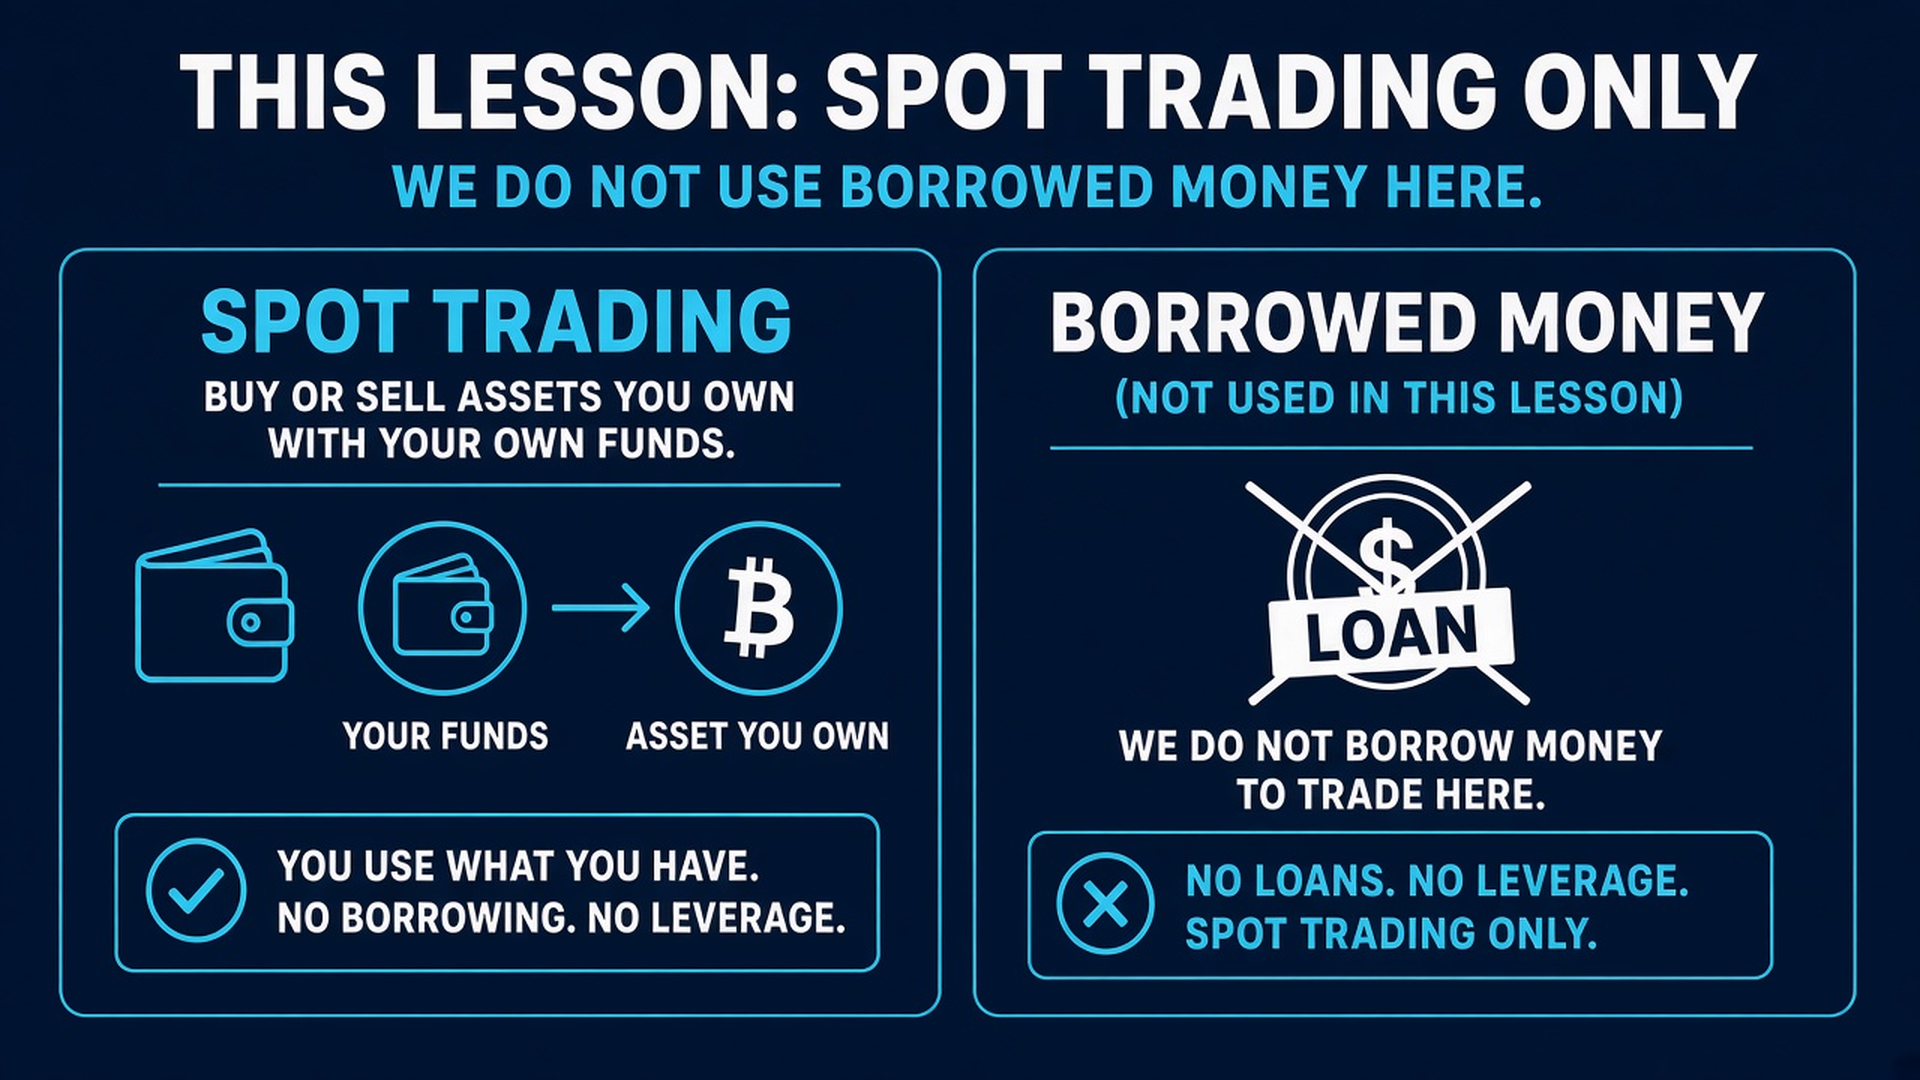 THIS LESSON: SPOT TRADING ONLY
WE DO NOT USE BORROWED MONEY HERE.
SPOT TRADING
BUY OR SELL ASSETS YOU OWN
WITH YOUR OWN FUNDS.
YOUR FUNDS
ASSET YOU OWN
YOU USE WHAT YOU HAVE.
NO BORROWING. NO LEVERAGE.
BORROWED MONEY
(NOT USED IN THIS LESSON)
$
LOAN
WE DO NOT BORROW MONEY
TO TRADE HERE.
NO LOANS. NO LEVERAGE.
SPOT TRADING ONLY.